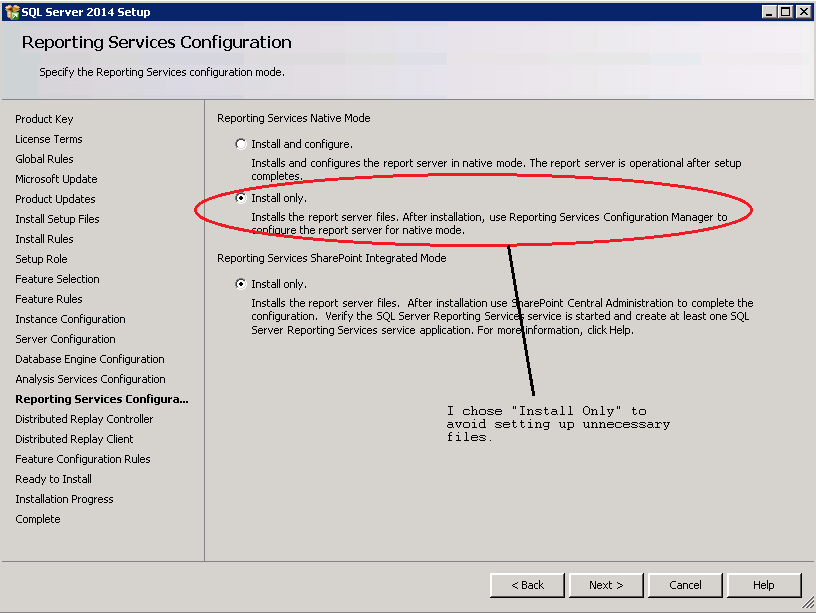 SQL Server 2014 Setup
Reporting Services Configuration
Specify the Reporting Services configuration mode.
Product Key
License Terms
Global Rules
Microsoft Update
Product Updates
Install Setup Files
Install Rules
Setup Role
Feature Selection
Feature Rules
Instance Configuration
Server Configuration
Database Engine Configuration
Analysis Services Configuration
Reporting Services Configura...
Distributed Replay Controller
Distributed Replay Client
Feature Configuration Rules
Ready to Install
Installation Progress
Complete
Reporting Services Native Mode
Install and configure.
Installs and configures the report server in native mode. The report server is operational after setup
completes.
Install only.
Installs the report server files. After installation, use Reporting Services Configuration Manager to
configure the report server for native mode.
Reporting Services SharePoint Integrated Mode
Install only.
Installs the report server files. After installation use SharePoint Central Administration to complete the
configuration. Verify the SQL Server Reporting Services service is started and create at least one SQL
Server Reporting Services service application. For more information, click Help.
I chose "Install Only" to
avoid setting up unnecessary
files.
< Back
Next >
Cancel
Help